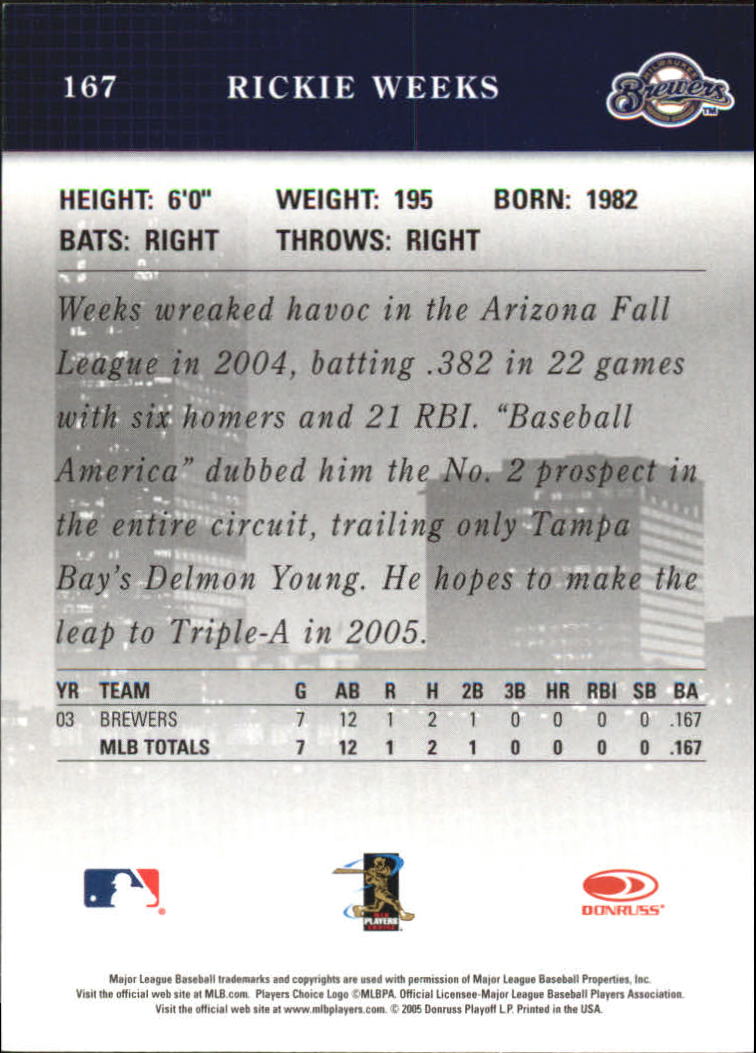 167 RICKIE WEEKS MILWAUKEE Brewers TM
HEIGHT: 6'0" WEIGHT: 195 BORN: 1982
BATS: RIGHT THROWS: RIGHT
Weeks wreaked havoc in the Arizona Fall
League in 2004, batting .382 in 22 games
with six homers and 21 RBI. “Baseball
America” dubbed him the No. 2 prospect in
the entire circuit, trailing only Tampa
Bay's Delmon Young. He hopes to make the
leap to Triple-A in 2005.
YR TEAM G AB R H 2B 3B HR RBI SB BA
03 BREWERS 7 12 1 2 1 0 0 0 0 .167
MLB TOTALS 7 12 1 2 1 0 0 0 0 .167
MLB
PLAYERS
CHOICE
DONRUSS®
Major League Baseball trademarks and copyrights are used with permission of Major League Baseball Properties, Inc.
Visit the official web site at MLB.com. Players Choice Logo ©MLBPA. Official Licensee-Major League Baseball Players Association.
Visit the official web site at www.mlbplayers.com. © 2005 Donruss Playoff L.P. Printed in the USA.